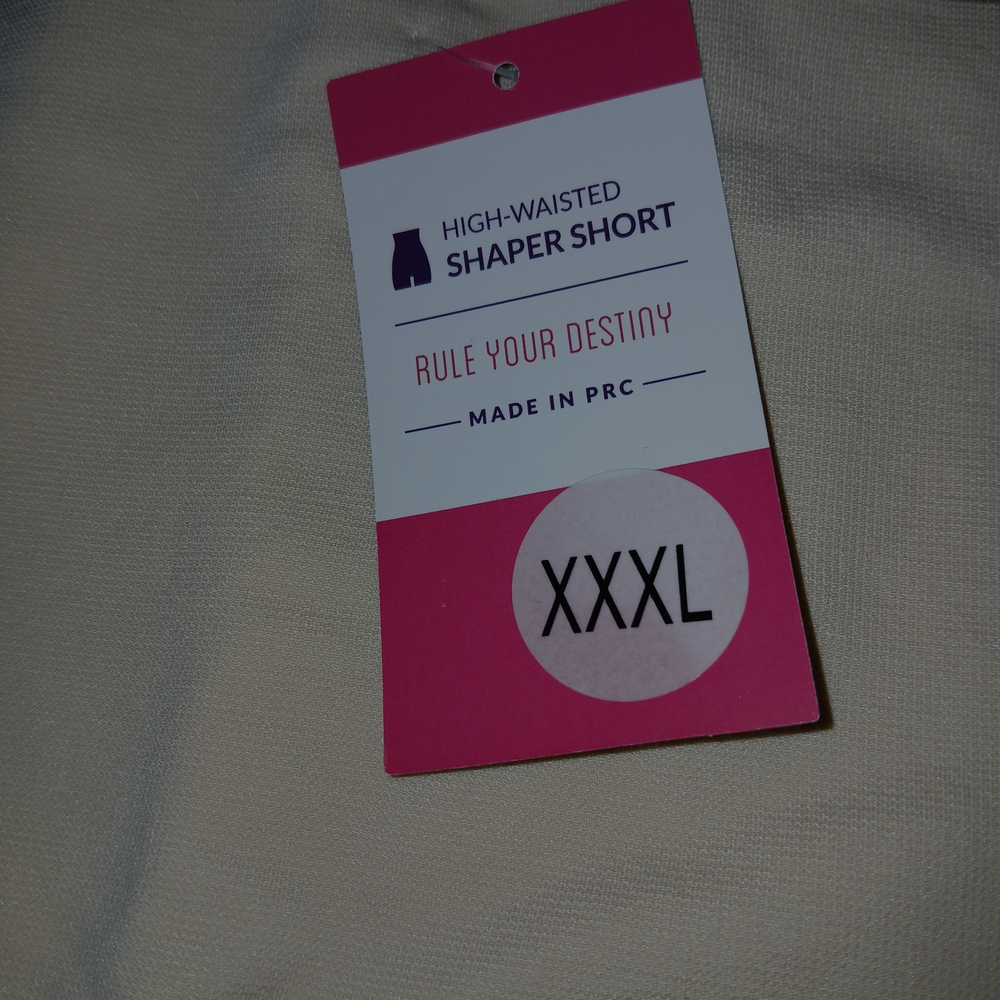 HIGH-WAISTED
SHAPER SHORT
RULE YOUR DESTINY
MADE IN PRC
XXXL